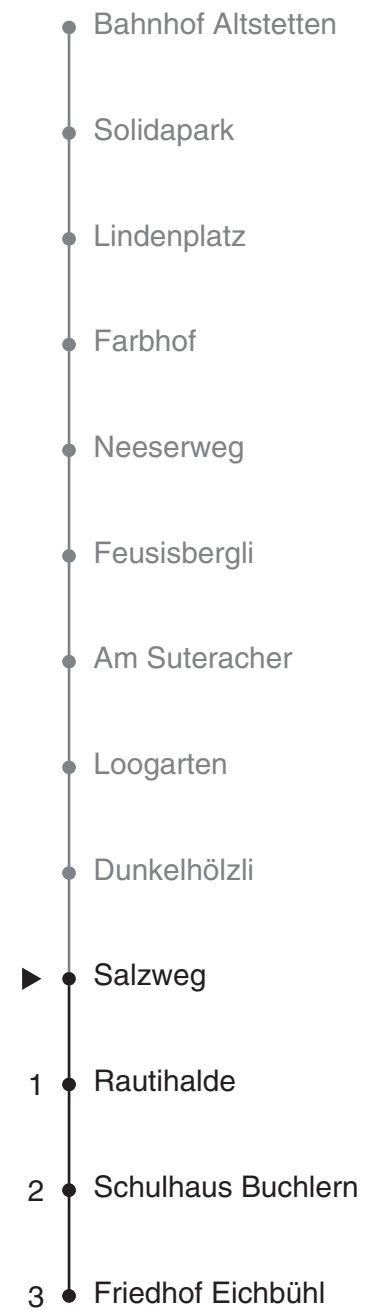 Bahnhof Altstetten
Solidapark
Lindenplatz
Farbhof
Neeserweg
Feusisbergli
Am Suteracher
Loogarten
Dunkelhölzli
Salzweg
1 Rautihalde
2 Schulhaus Buchlern
3 Friedhof Eichbühl